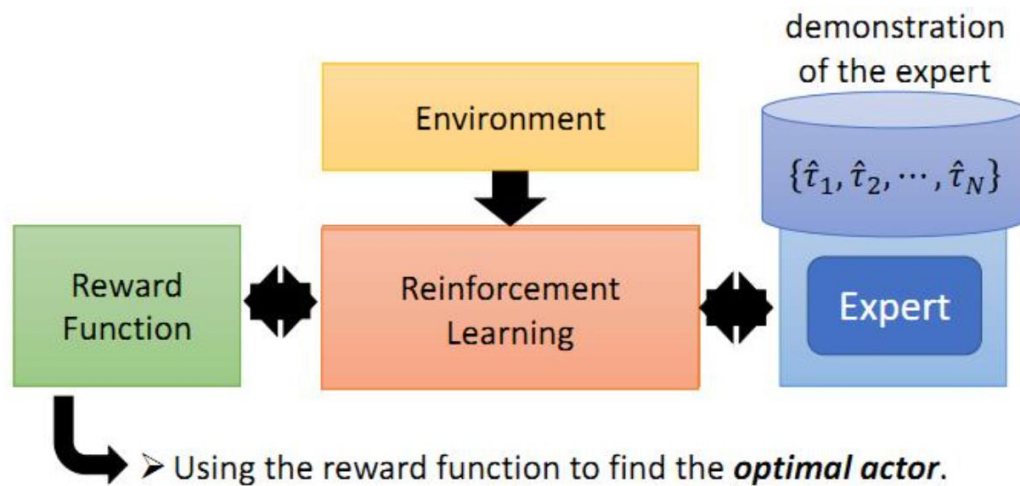 demonstration
of the expert
Environment
{τ̂₁, τ̂₂, ⋯, τ̂_N}
Reward
Function
Reinforcement
Learning
Expert
➢ Using the reward function to find the optimal actor.